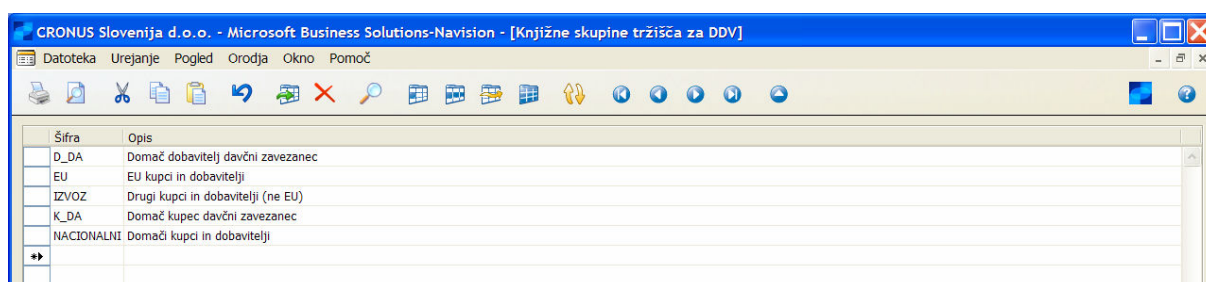 CRONUS Slovenija d.o.o. - Microsoft Business Solutions-Navision - [Knjižne skupine tržišča za DDV]
Datoteka Urejanje Pogled Orodja Okno Pomoč
Šifra Opis
D_DA Domač dobavitelj davčni zavezanec
EU EU kupci in dobavitelji
IZVOZ Drugi kupci in dobavitelji (ne EU)
K_DA Domač kupec davčni zavezanec
NACIONALNI Domači kupci in dobavitelji